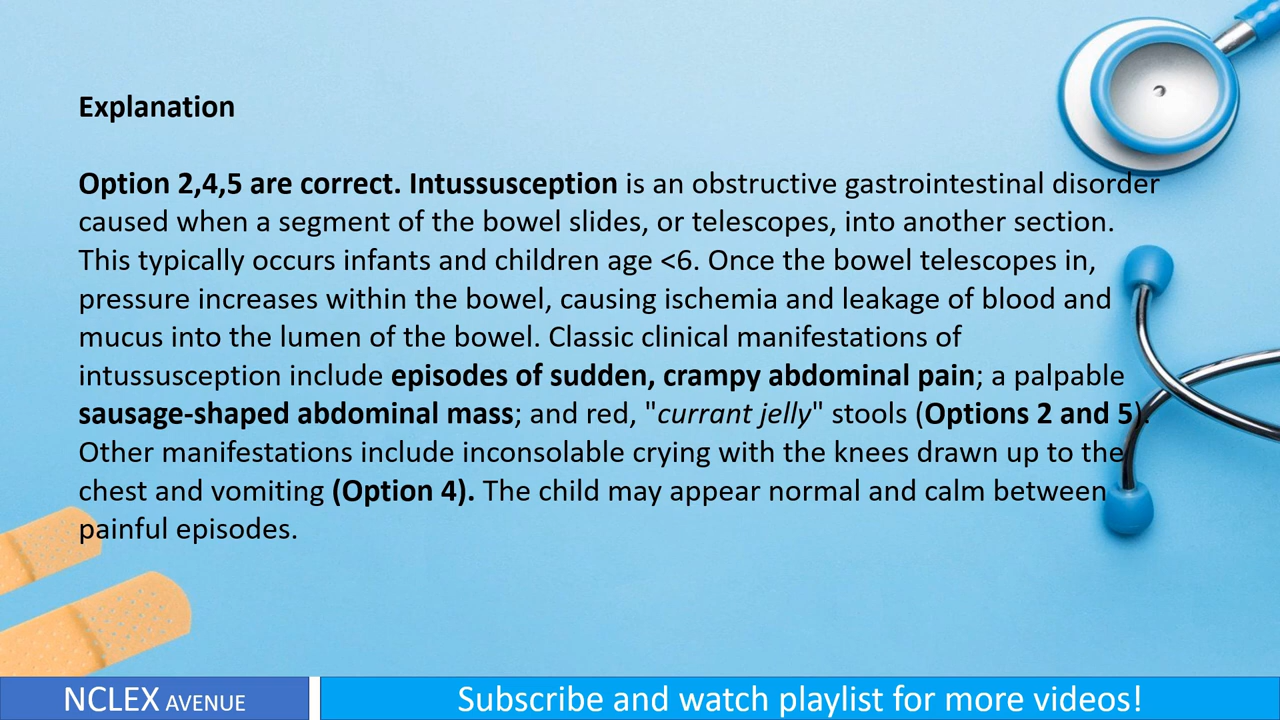 Explanation
Option 2,4,5 are correct. Intussusception is an obstructive gastrointestinal disorder
caused when a segment of the bowel slides, or telescopes, into another section.
This typically occurs infants and children age <6. Once the bowel telescopes in,
pressure increases within the bowel, causing ischemia and leakage of blood and
mucus into the lumen of the bowel. Classic clinical manifestations of
intussusception include episodes of sudden, crampy abdominal pain; a palpable
sausage-shaped abdominal mass; and red, "currant jelly" stools (Options 2 and 5).
Other manifestations include inconsolable crying with the knees drawn up to the
chest and vomiting (Option 4). The child may appear normal and calm between
painful episodes.
NCLEX AVENUE
Subscribe and watch playlist for more videos!